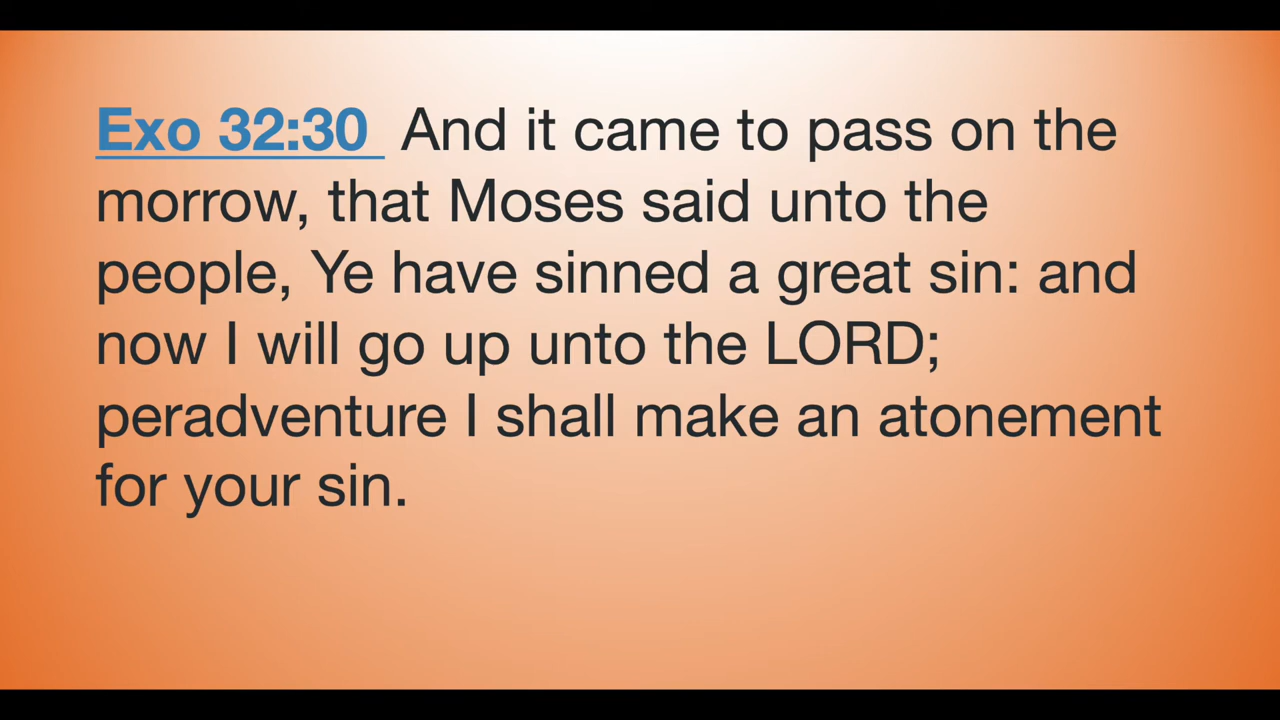 Exo 32:30 And it came to pass on the
morrow, that Moses said unto the
people, Ye have sinned a great sin: and
now I will go up unto the LORD;
peradventure I shall make an atonement
for your sin.